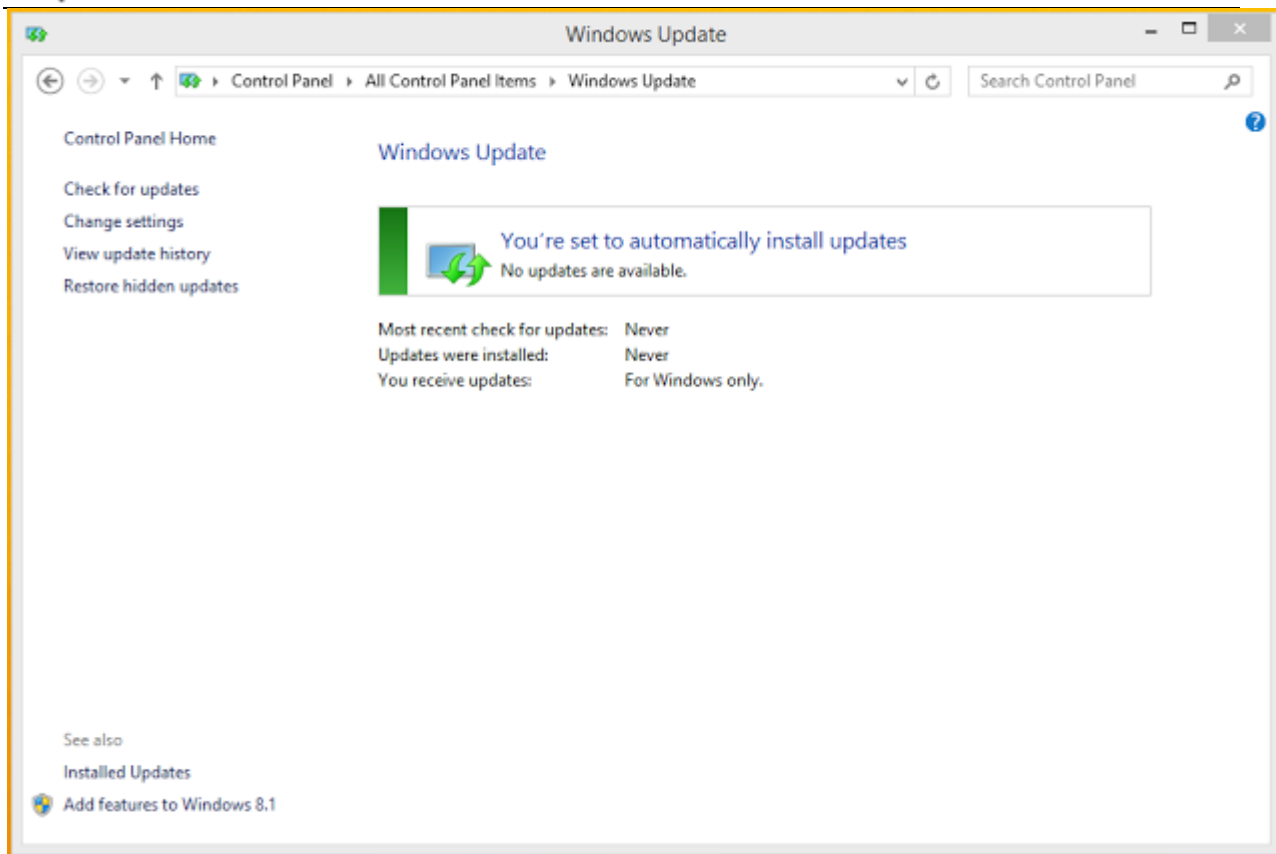 Windows Update
Control Panel All Control Panel Items Windows Update
Search Control Panel
Control Panel Home
Check for updates
Change settings
View update history
Restore hidden updates
Windows Update
You're set to automatically install updates
No updates are available.
Most recent check for updates: Never
Updates were installed: Never
You receive updates: For Windows only.
See also
Installed Updates
Add features to Windows 8.1